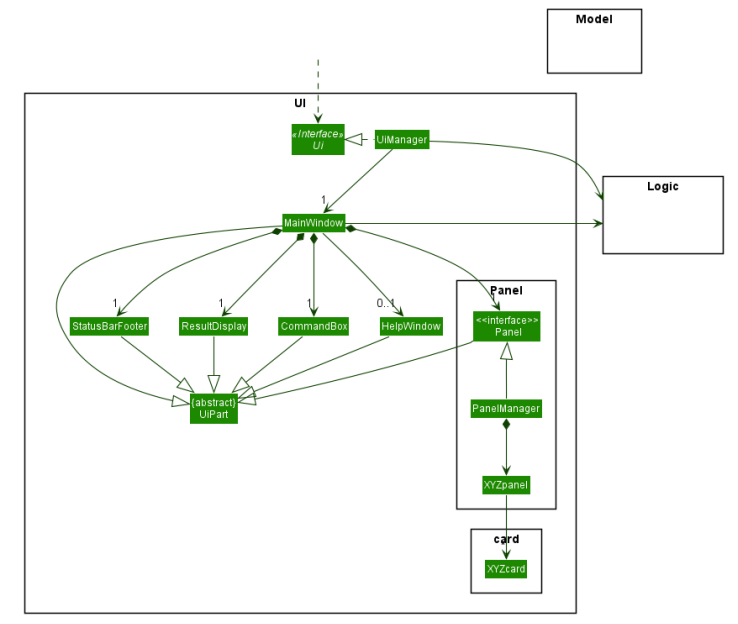 Model
UI
«Interface»
Ui
UiManager
Logic
1
MainWindow
Panel
1
1
1
0..1
<<interface>>
Panel
StatusBarFooter
ResultDisplay
CommandBox
HelpWindow
{abstract}
UiPart
PanelManager
XYZpanel
card
XYZcard